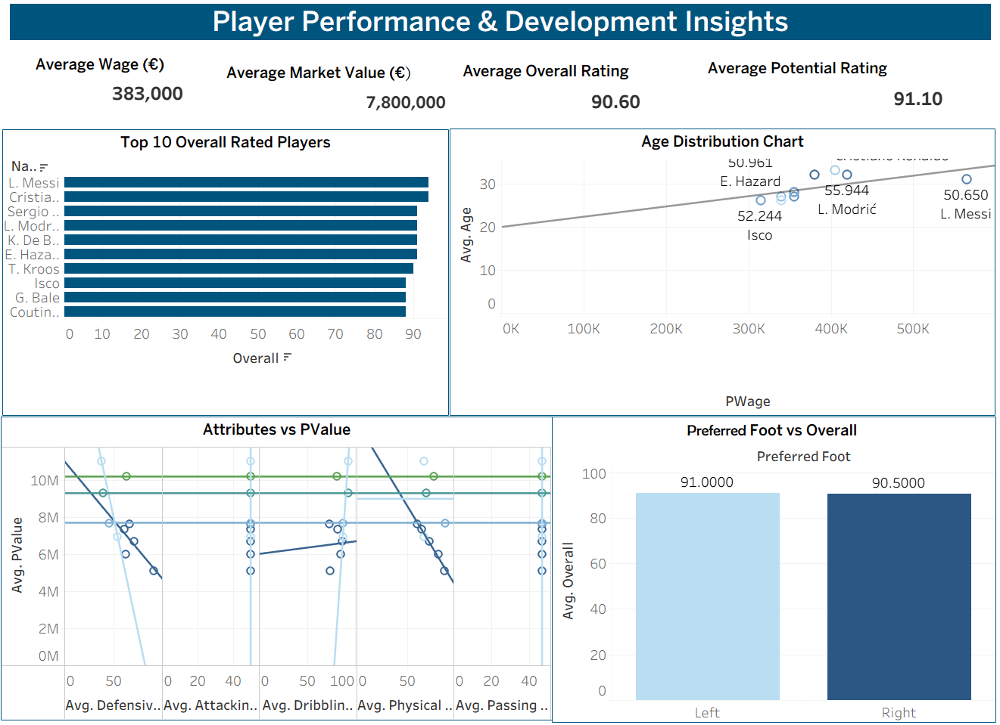 Player Performance & Development Insights
Average Wage (€)
383,000
Average Market Value (€)
7,800,000
Average Overall Rating
90.60
Average Potential Rating
91.10
Top 10 Overall Rated Players
Na..
L. Messi
Cristia..
Sergio ..
L. Modr..
K. De B..
E. Haza..
T. Kroos
Isco
G. Bale
Coutin..
0 10 20 30 40 50 60 70 80 90
Overall
Age Distribution Chart
Avg. Age
30
20
10
0
50.961
E. Hazard
Cristiano Ronaldo
52.244
Isco
55.944
L. Modrić
50.650
L. Messi
0K 100K 200K 300K 400K 500K
PWage
Attributes vs PValue
Avg. PValue
10M
8M
6M
4M
2M
0M
0 50 0 20 40 0 50 100 0 50 0 20 40
Avg. Defensiv.. Avg. Attackin.. Avg. Dribblin.. Avg. Physical .. Avg. Passing ..
Preferred Foot vs Overall
Preferred Foot
Avg. Overall
100
80
60
40
20
0
91.0000 90.5000
Left Right